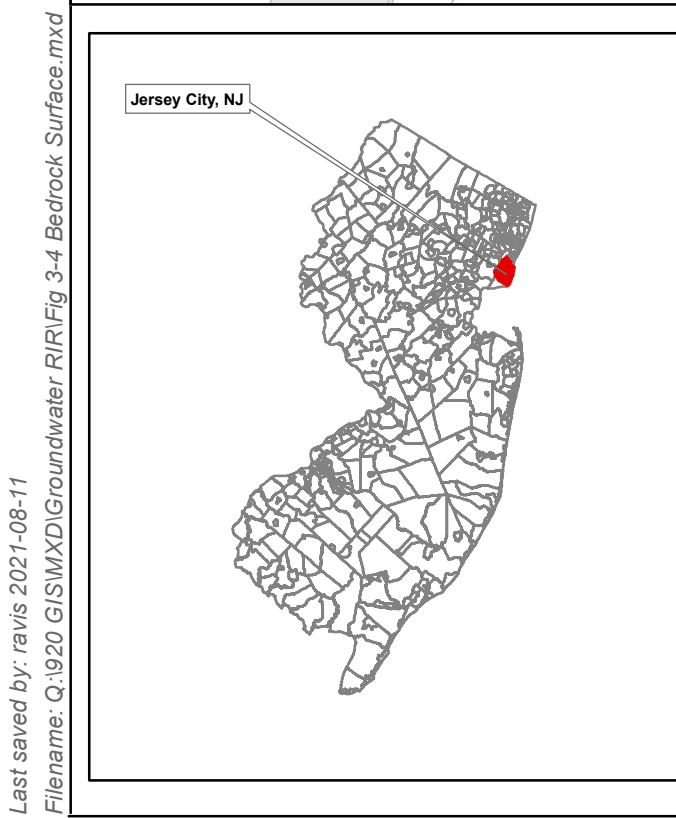 Jersey City, NJ
Last saved by: ravis 2021-08-11
Filename: Q:\920 GIS\MXD\Groundwater RIR\Fig 3-4 Bedrock Surface.mxd